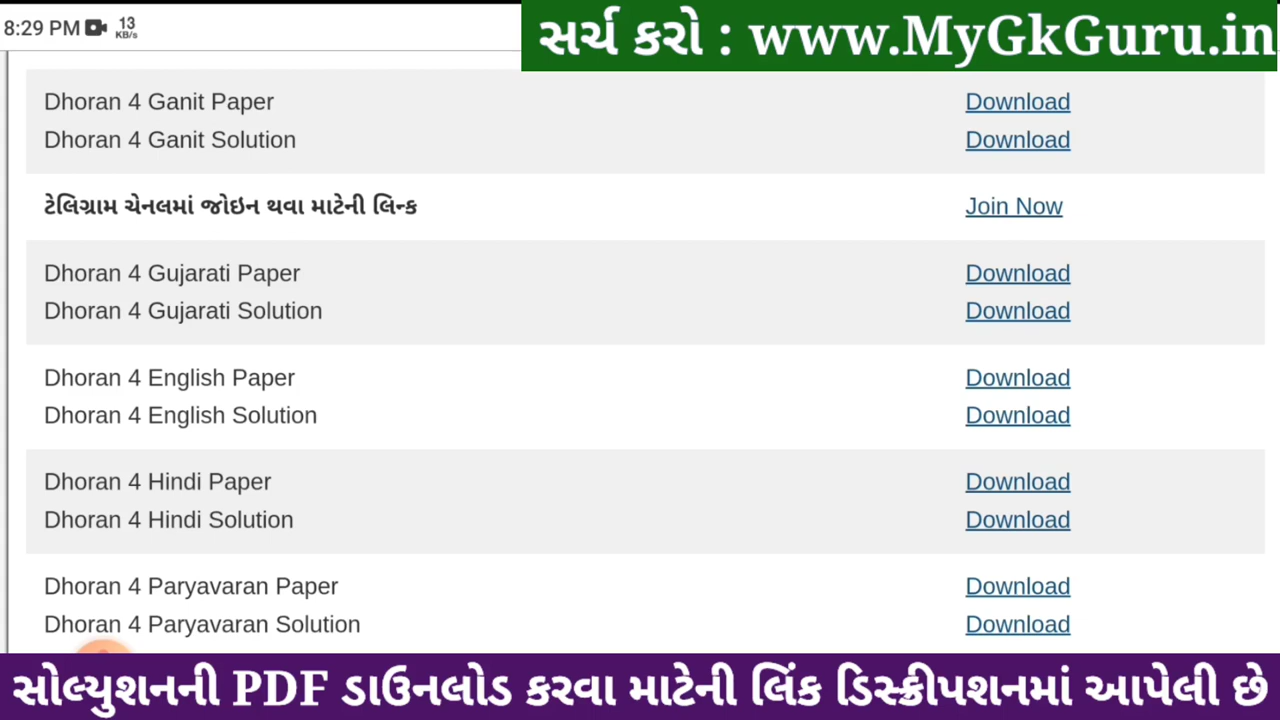 8:29 PM 13 KB/s
સર્ચ કરો : www.MyGkGuru.in
Dhoran 4 Ganit Paper Download
Dhoran 4 Ganit Solution Download
ટેલિગ્રામ ચેનલમાં જોઇન થવા માટેની લિન્ક Join Now
Dhoran 4 Gujarati Paper Download
Dhoran 4 Gujarati Solution Download
Dhoran 4 English Paper Download
Dhoran 4 English Solution Download
Dhoran 4 Hindi Paper Download
Dhoran 4 Hindi Solution Download
Dhoran 4 Paryavaran Paper Download
Dhoran 4 Paryavaran Solution Download
સોલ્યુશનની PDF ડાઉનલોડ કરવા માટેની લિંક ડિસ્ક્રીપશનમાં આપેલી છે